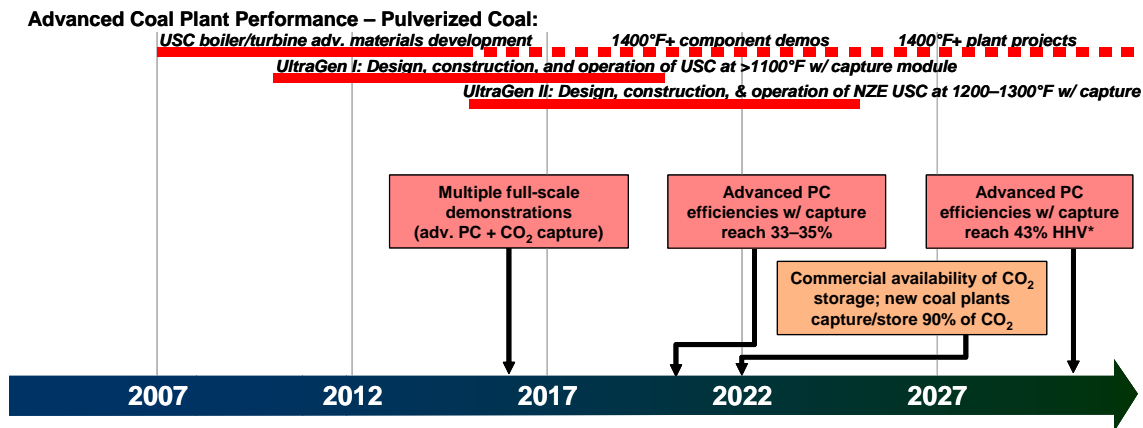 Advanced Coal Plant Performance – Pulverized Coal:
USC boiler/turbine adv. materials development 1400°F+ component demos 1400°F+ plant projects
UltraGen I: Design, construction, and operation of USC at >1100°F w/ capture module
UltraGen II: Design, construction, & operation of NZE USC at 1200–1300°F w/ capture
Multiple full-scale
demonstrations
(adv. PC + CO₂ capture)
Advanced PC
efficiencies w/ capture
reach 33–35%
Advanced PC
efficiencies w/ capture
reach 43% HHV*
Commercial availability of CO₂
storage; new coal plants
capture/store 90% of CO₂
2007 2012 2017 2022 2027